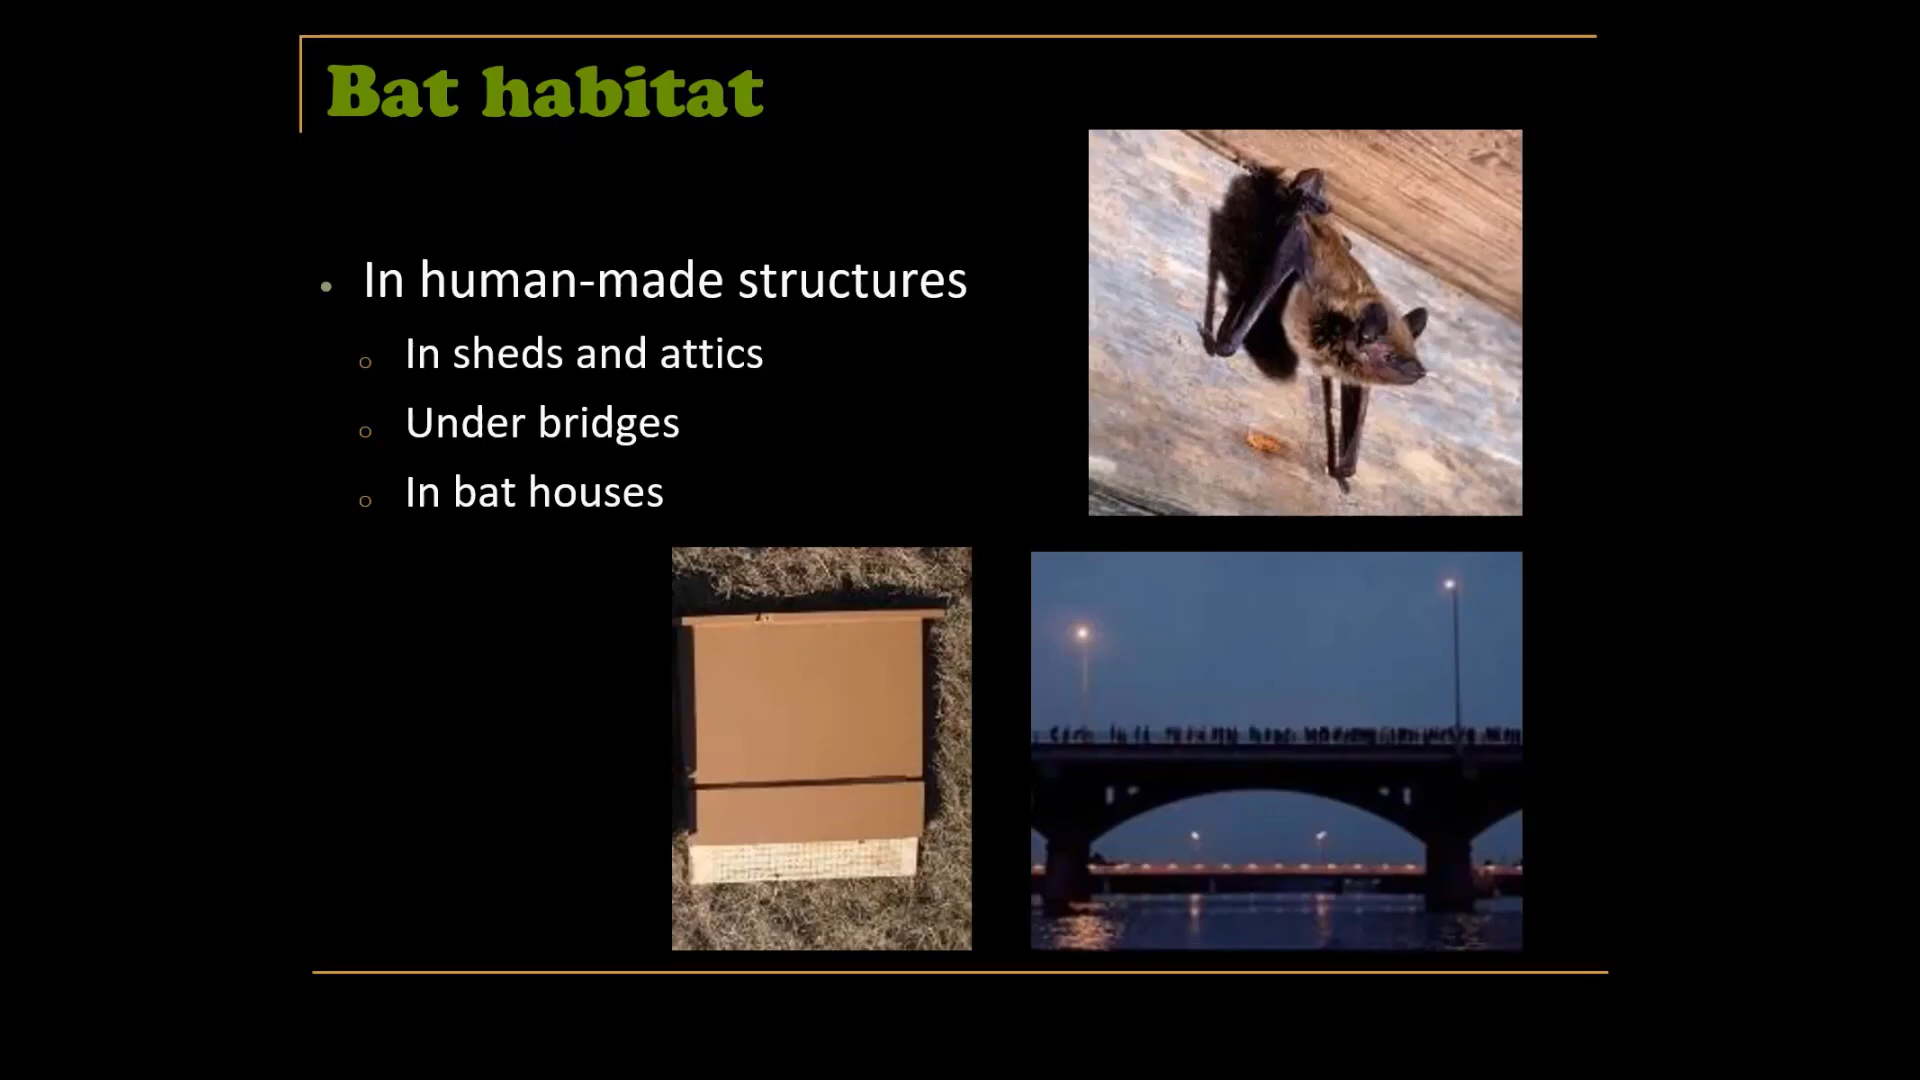 Bat habitat
• In human-made structures
o In sheds and attics
o Under bridges
o In bat houses